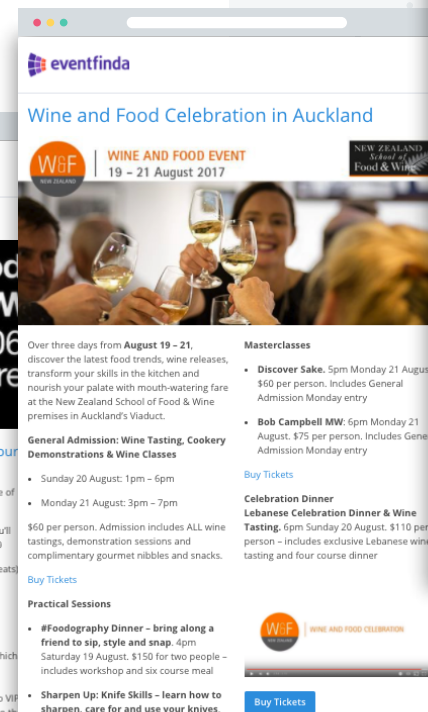 eventfinda
Wine and Food Celebration in Auckland
W&F
NEW ZEALAND
WINE AND FOOD EVENT
19 – 21 August 2017
NEW ZEALAND
School of
Food & Wine
Over three days from August 19 – 21,
discover the latest food trends, wine releases,
transform your skills in the kitchen and
nourish your palate with mouth-watering fare
at the New Zealand School of Food & Wine
premises in Auckland's Viaduct.
General Admission: Wine Tasting, Cookery
Demonstrations & Wine Classes
• Sunday 20 August: 1pm – 6pm
• Monday 21 August: 3pm – 7pm
$60 per person. Admission includes ALL wine
tastings, demonstration sessions and
complimentary gourmet nibbles and snacks.
Buy Tickets
Practical Sessions
• #Foodography Dinner – bring along a
friend to sip, style and snap. 4pm
Saturday 19 August. $150 for two people –
includes workshop and six course meal
• Sharpen Up: Knife Skills – learn how to
sharpen, care for and use your knives.
Masterclasses
• Discover Sake. 5pm Monday 21 Augus
$60 per person. Includes General
Admission Monday entry
• Bob Campbell MW: 6pm Monday 21
August. $75 per person. Includes Gene
Admission Monday entry
Buy Tickets
Celebration Dinner
Lebanese Celebration Dinner & Wine
Tasting. 6pm Sunday 20 August. $110 per
person – includes exclusive Lebanese wine
tasting and four course dinner
W&F
WINE AND FOOD CELEBRATION
Buy Tickets